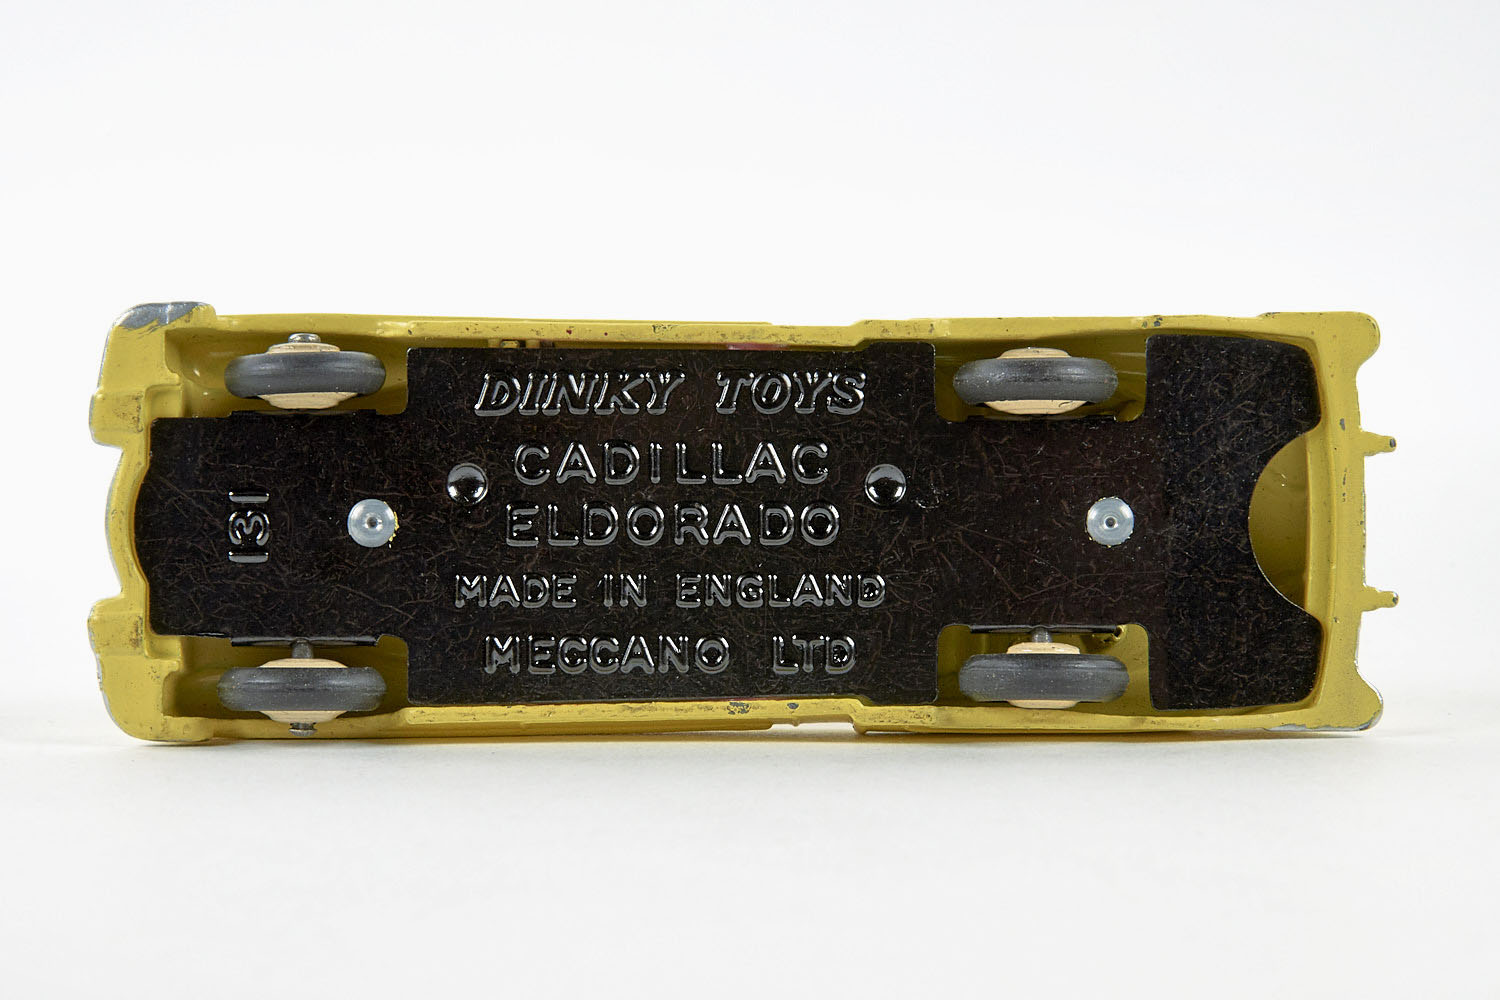 DINKY TOYS
CADILLAC
ELDORADO
MADE IN ENGLAND
MECCANO LTD
131